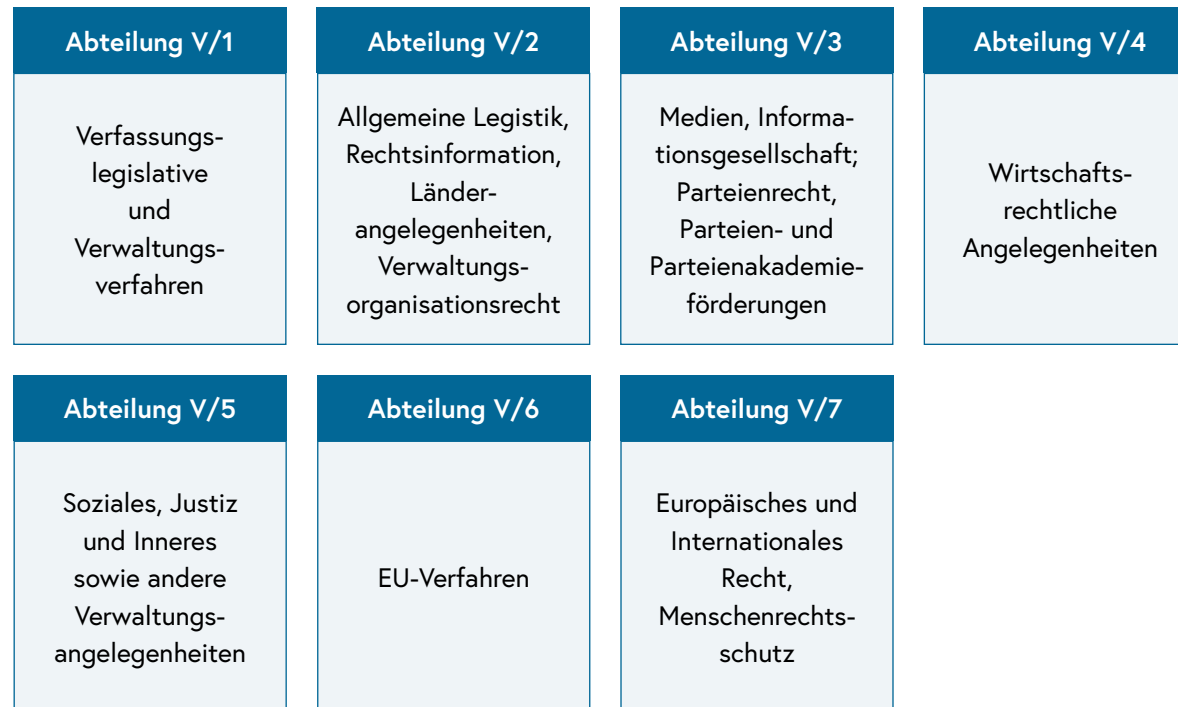 Abteilung V/1
Verfassungs-
legislative
und
Verwaltungs-
verfahren
Abteilung V/2
Allgemeine Legistik,
Rechtsinformation,
Länder-
angelegenheiten,
Verwaltungs-
organisationsrecht
Abteilung V/3
Medien, Informa-
tionsgesellschaft;
Parteienrecht,
Parteien- und
Parteienakademie-
förderungen
Abteilung V/4
Wirtschafts-
rechtliche
Angelegenheiten
Abteilung V/5
Soziales, Justiz
und Inneres
sowie andere
Verwaltungs-
angelegenheiten
Abteilung V/6
EU-Verfahren
Abteilung V/7
Europäisches und
Internationales
Recht,
Menschenrechts-
schutz